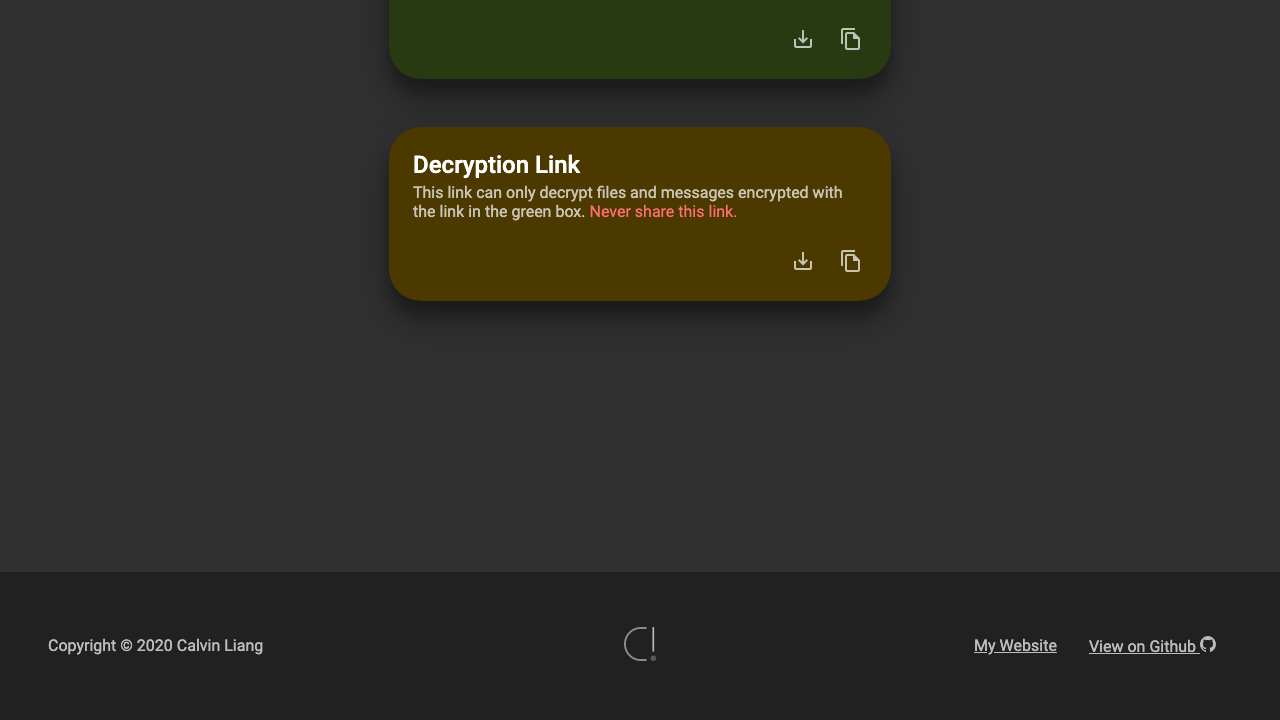 Decryption Link
This link can only decrypt files and messages encrypted with
the link in the green box. Never share this link.
Copyright © 2020 Calvin Liang
My Website
View on Github